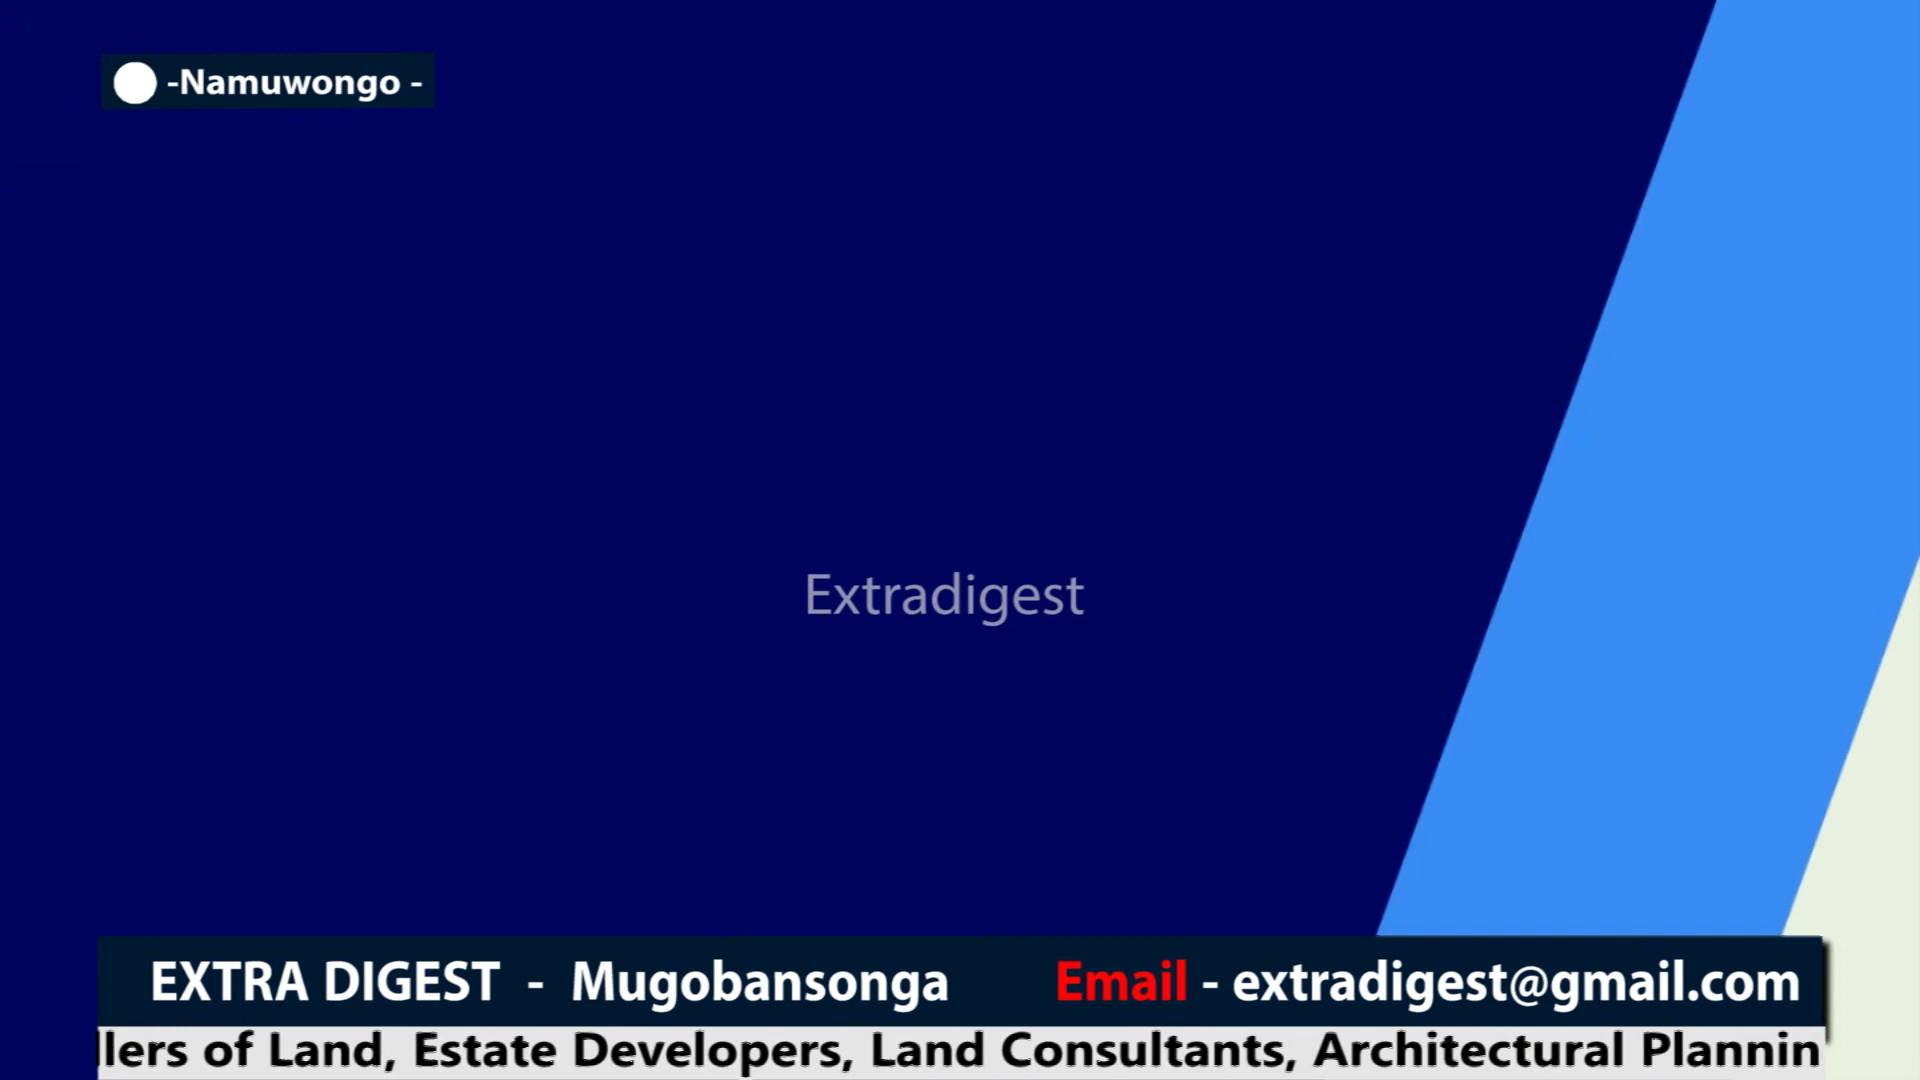 -Namuwongo -
Extradigest
EXTRA DIGEST - Mugobansonga Email - extradigest@gmail.com
llers of Land, Estate Developers, Land Consultants, Architectural Plannin